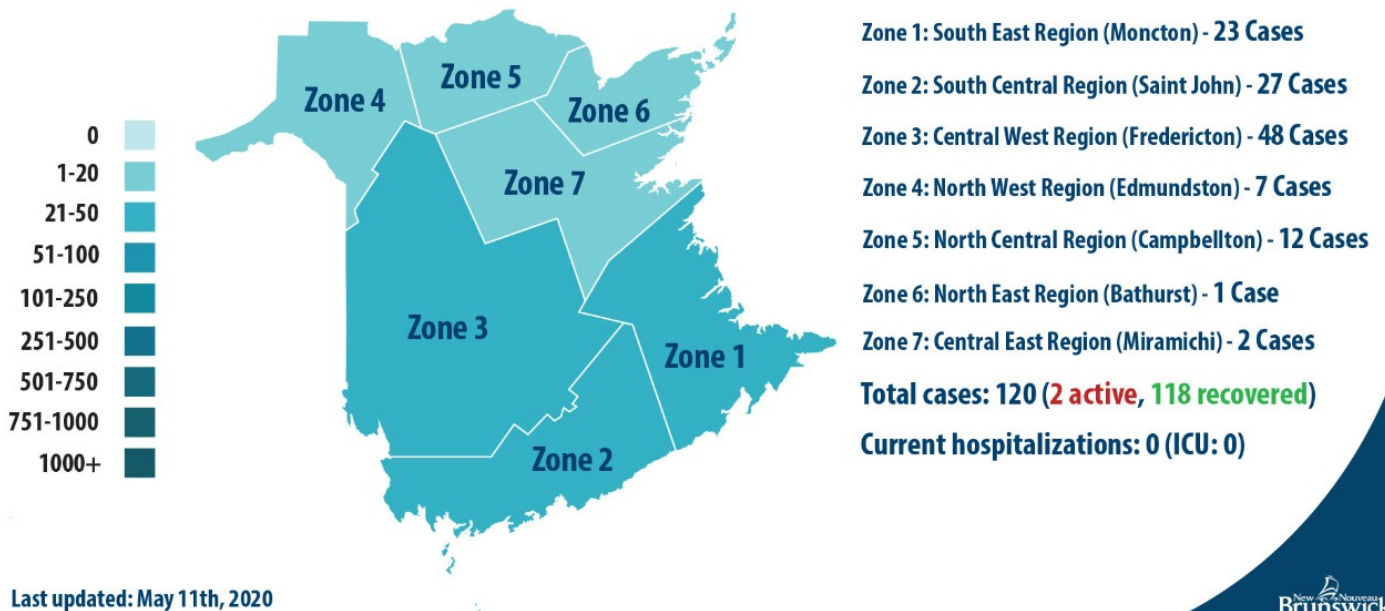 Zone 4
Zone 5
Zone 6
Zone 7
Zone 3
Zone 1
Zone 2
0
1-20
21-50
51-100
101-250
251-500
501-750
751-1000
1000+
Zone 1: South East Region (Moncton) - 23 Cases
Zone 2: South Central Region (Saint John) - 27 Cases
Zone 3: Central West Region (Fredericton) - 48 Cases
Zone 4: North West Region (Edmundston) - 7 Cases
Zone 5: North Central Region (Campbellton) - 12 Cases
Zone 6: North East Region (Bathurst) - 1 Case
Zone 7: Central East Region (Miramichi) - 2 Cases
Total cases: 120 (2 active, 118 recovered)
Current hospitalizations: 0 (ICU: 0)
Last updated: May 11th, 2020
New Nouveau
Brunswick